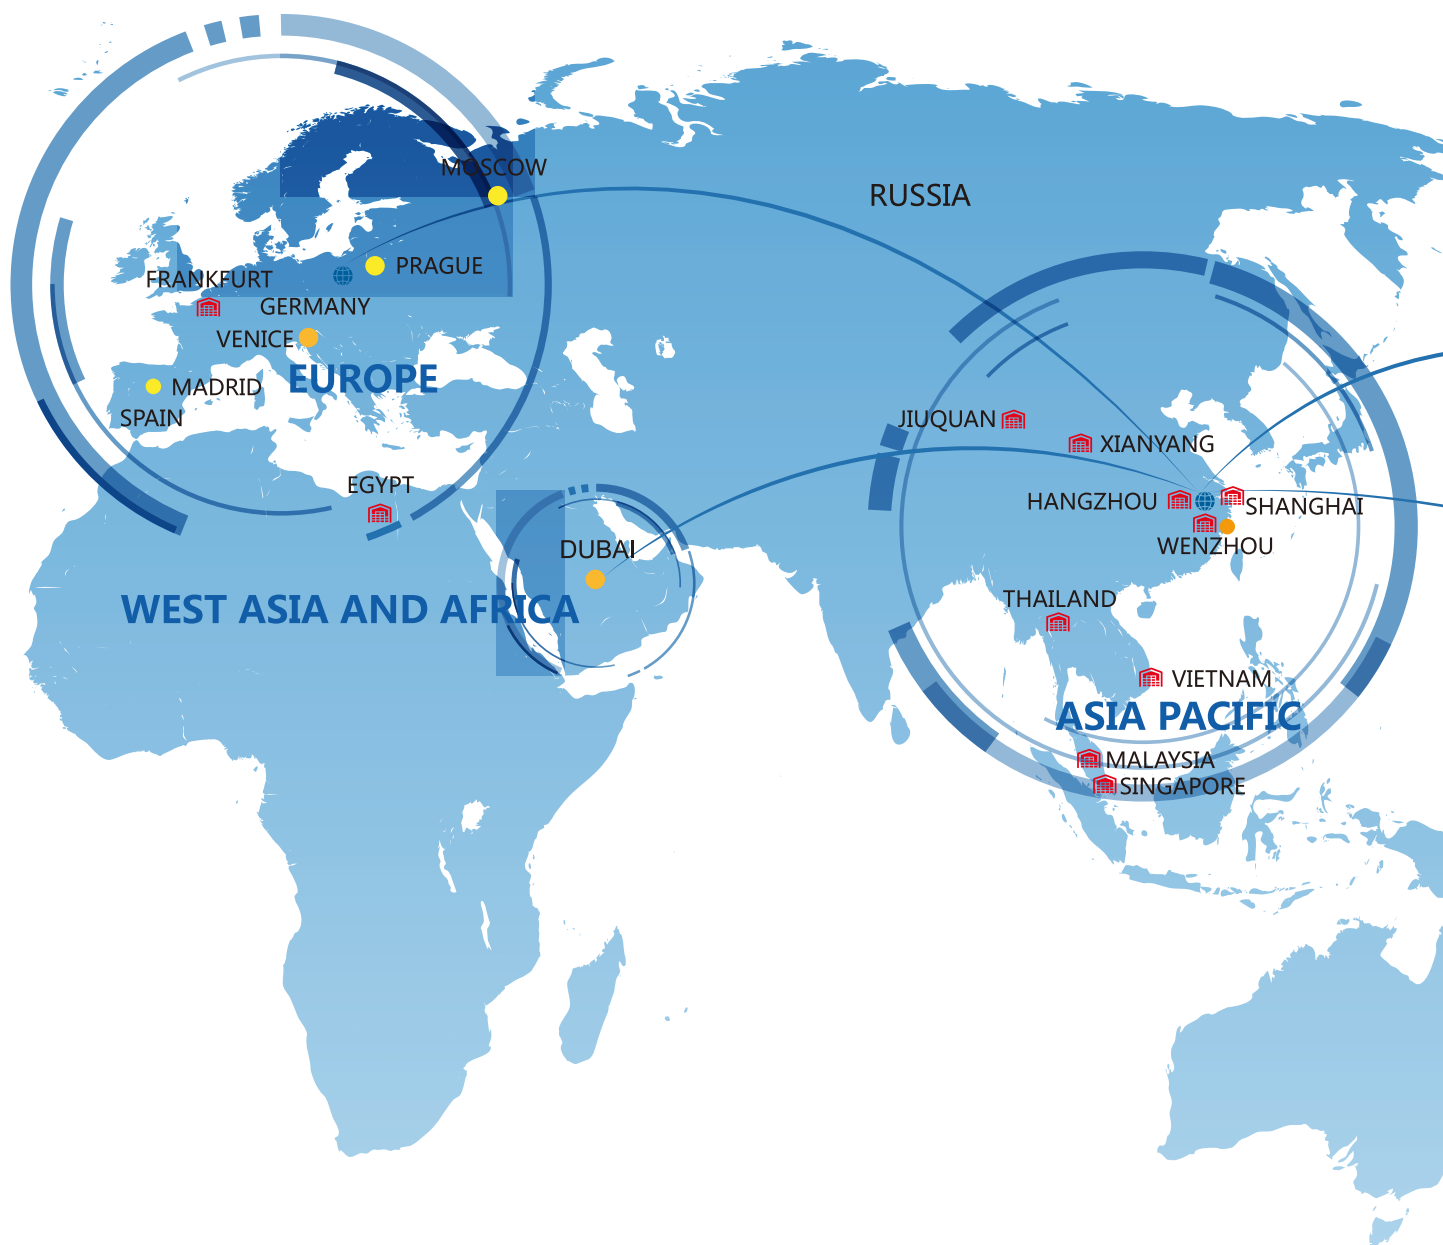 MOSCOW
RUSSIA
PRAGUE
FRANKFURT
GERMANY
VENICE
EUROPE
MADRID
SPAIN
JIUQUAN
XIANYANG
EGYPT
HANGZHOU
SHANGHAI
WENZHOU
DUBAI
WEST ASIA AND AFRICA
THAILAND
VIETNAM
ASIA PACIFIC
MALAYSIA
SINGAPORE